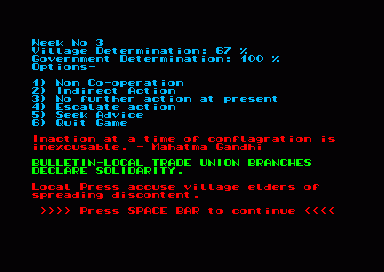 Week No 3
Village Determination: 67 %
Government Determination: 100 %
Options-
1) Non Co-operation
2) Indirect Action
3) No further action at present
4) Escalate action
5) Seek Advice
6) Quit Game
Inaction at a time of conflagration is
inexcusable. - Mahatma Gandhi
BULLETIN-LOCAL TRADE UNION BRANCHES
DECLARE SOLIDARITY.
Local Press accuse village elders of
spreading discontent.
>>>> Press SPACE BAR to continue <<<<